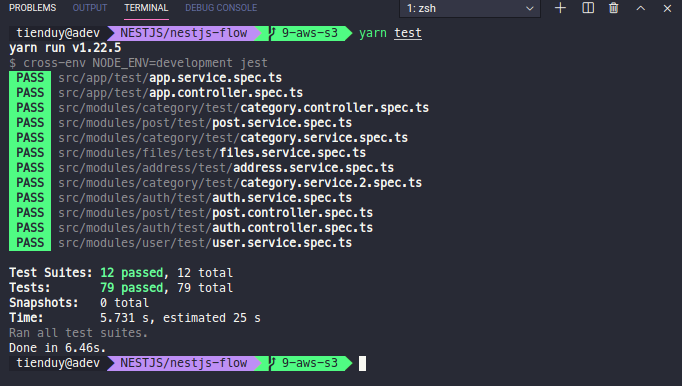 PROBLEMS OUTPUT TERMINAL DEBUG CONSOLE 1: zsh
tienduy@adev NESTJS/nestjs-flow 9-aws-s3 yarn test
yarn run v1.22.5
$ cross-env NODE_ENV=development jest
PASS src/app/test/app.service.spec.ts
PASS src/app/test/app.controller.spec.ts
PASS src/modules/category/test/category.controller.spec.ts
PASS src/modules/post/test/post.service.spec.ts
PASS src/modules/category/test/category.service.spec.ts
PASS src/modules/files/test/files.service.spec.ts
PASS src/modules/address/test/address.service.spec.ts
PASS src/modules/category/test/category.service.2.spec.ts
PASS src/modules/auth/test/auth.service.spec.ts
PASS src/modules/post/test/post.controller.spec.ts
PASS src/modules/auth/test/auth.controller.spec.ts
PASS src/modules/user/test/user.service.spec.ts
Test Suites: 12 passed, 12 total
Tests: 79 passed, 79 total
Snapshots: 0 total
Time: 5.731 s, estimated 25 s
Ran all test suites.
Done in 6.46s.
tienduy@adev NESTJS/nestjs-flow 9-aws-s3